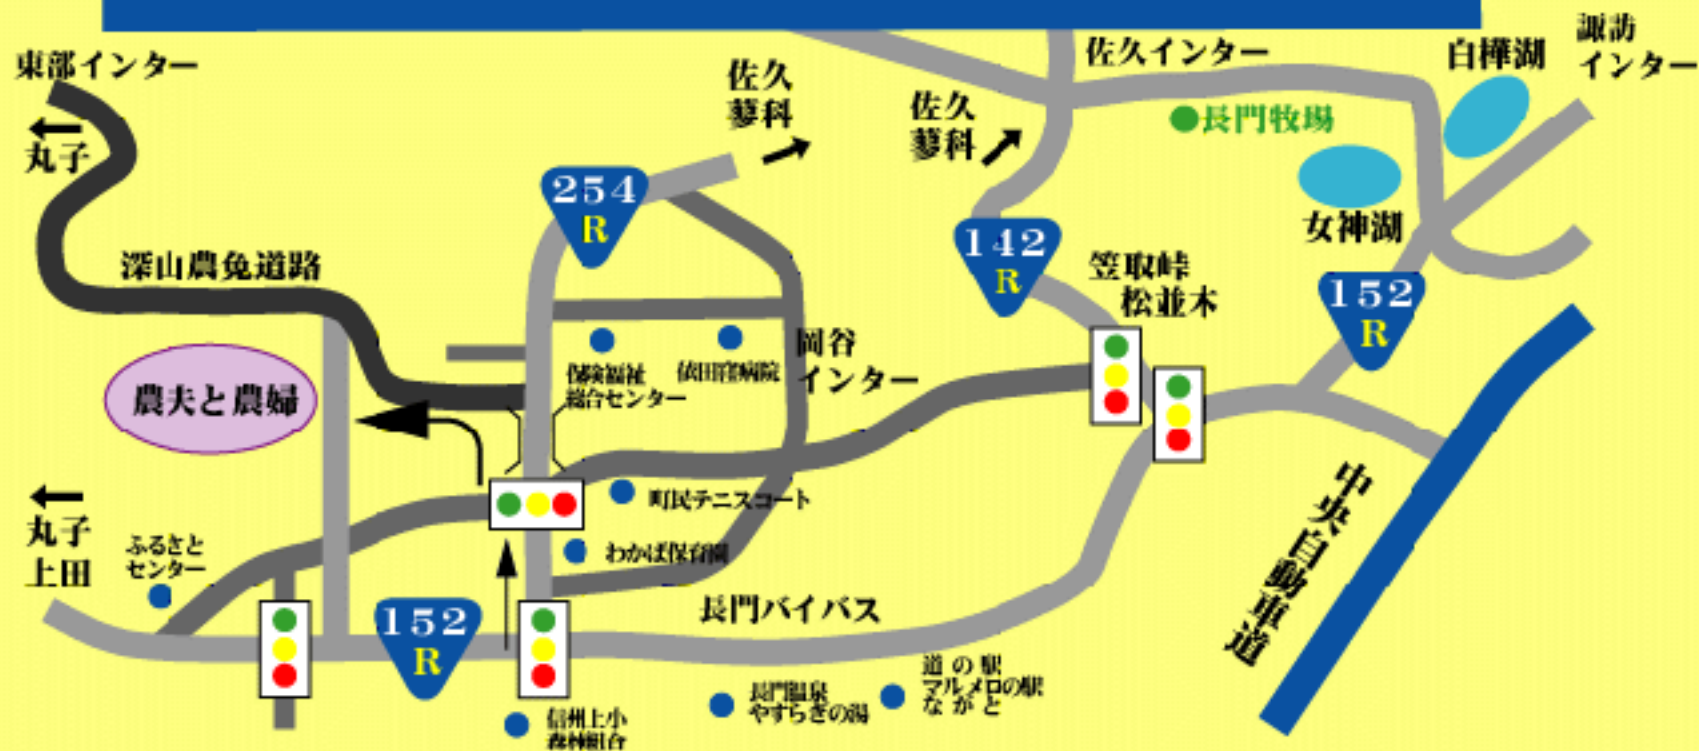 東部インター
丸子
深山農免道路
農夫と農婦
丸子
上田
ふるさと
センター
254
R
佐久
蓼科
佐久
蓼科
佐久インター
長門牧場
白樺湖
諏訪
インター
女神湖
142
R
笠取峠
松並木
152
R
岡谷
インター
保険福祉
総合センター
依田窪病院
町民テニスコート
わかば保育園
長門バイパス
152
R
中央自動車道
信州上小
森林組合
長門温泉
やすらぎの湯
道の駅
マルメロの駅
ながと